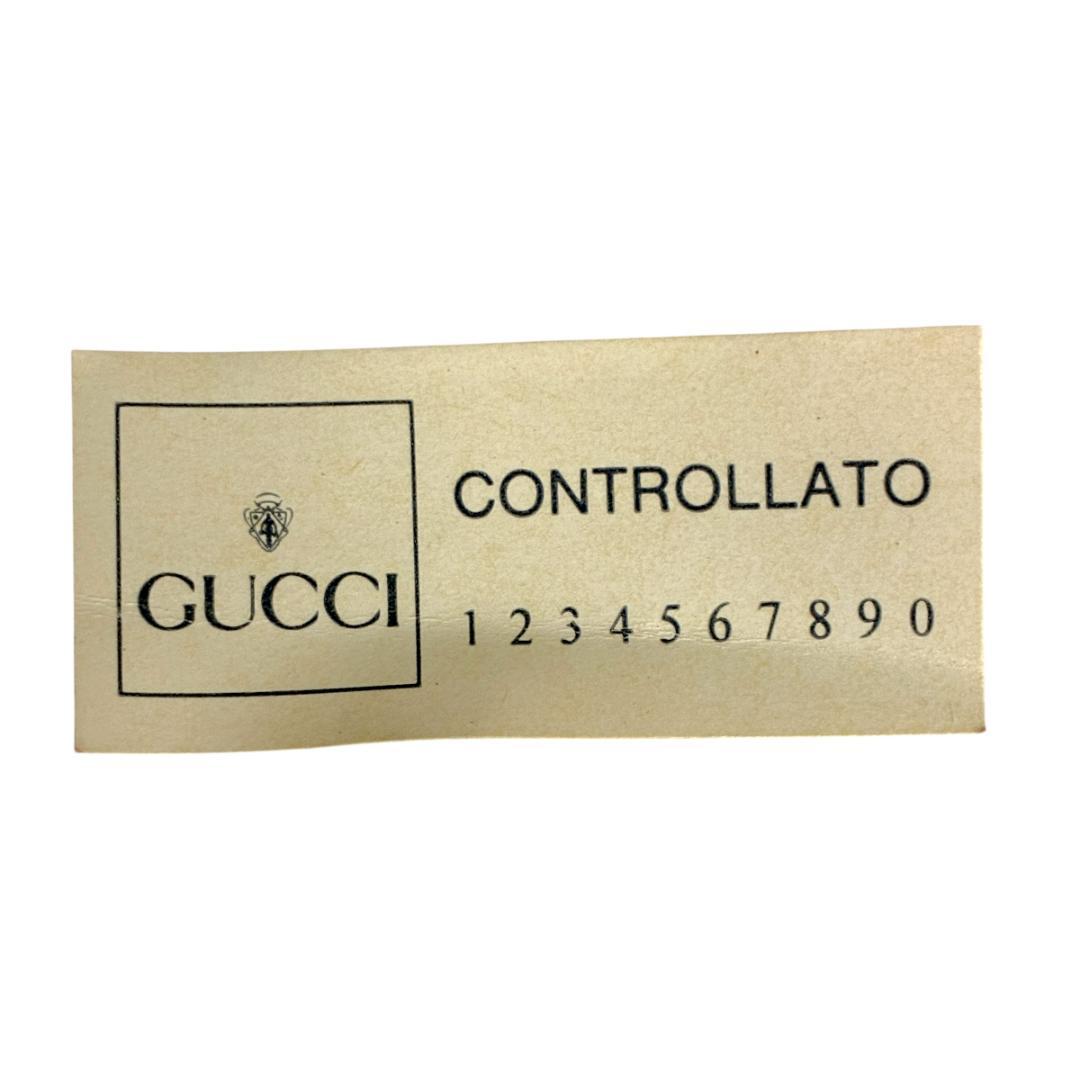 GUCCI
CONTROLLATO
1 2 3 4 5 6 7 8 9 0